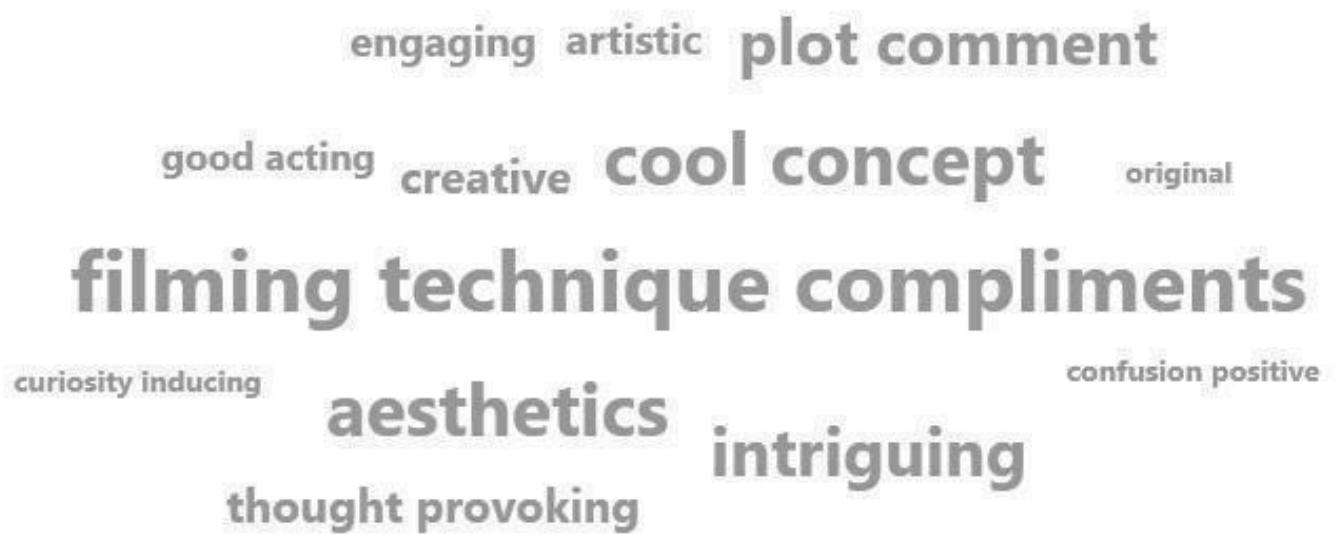 engaging artistic plot comment
good acting creative cool concept original
filming technique compliments
curiosity inducing confusion positive
aesthetics intriguing
thought provoking